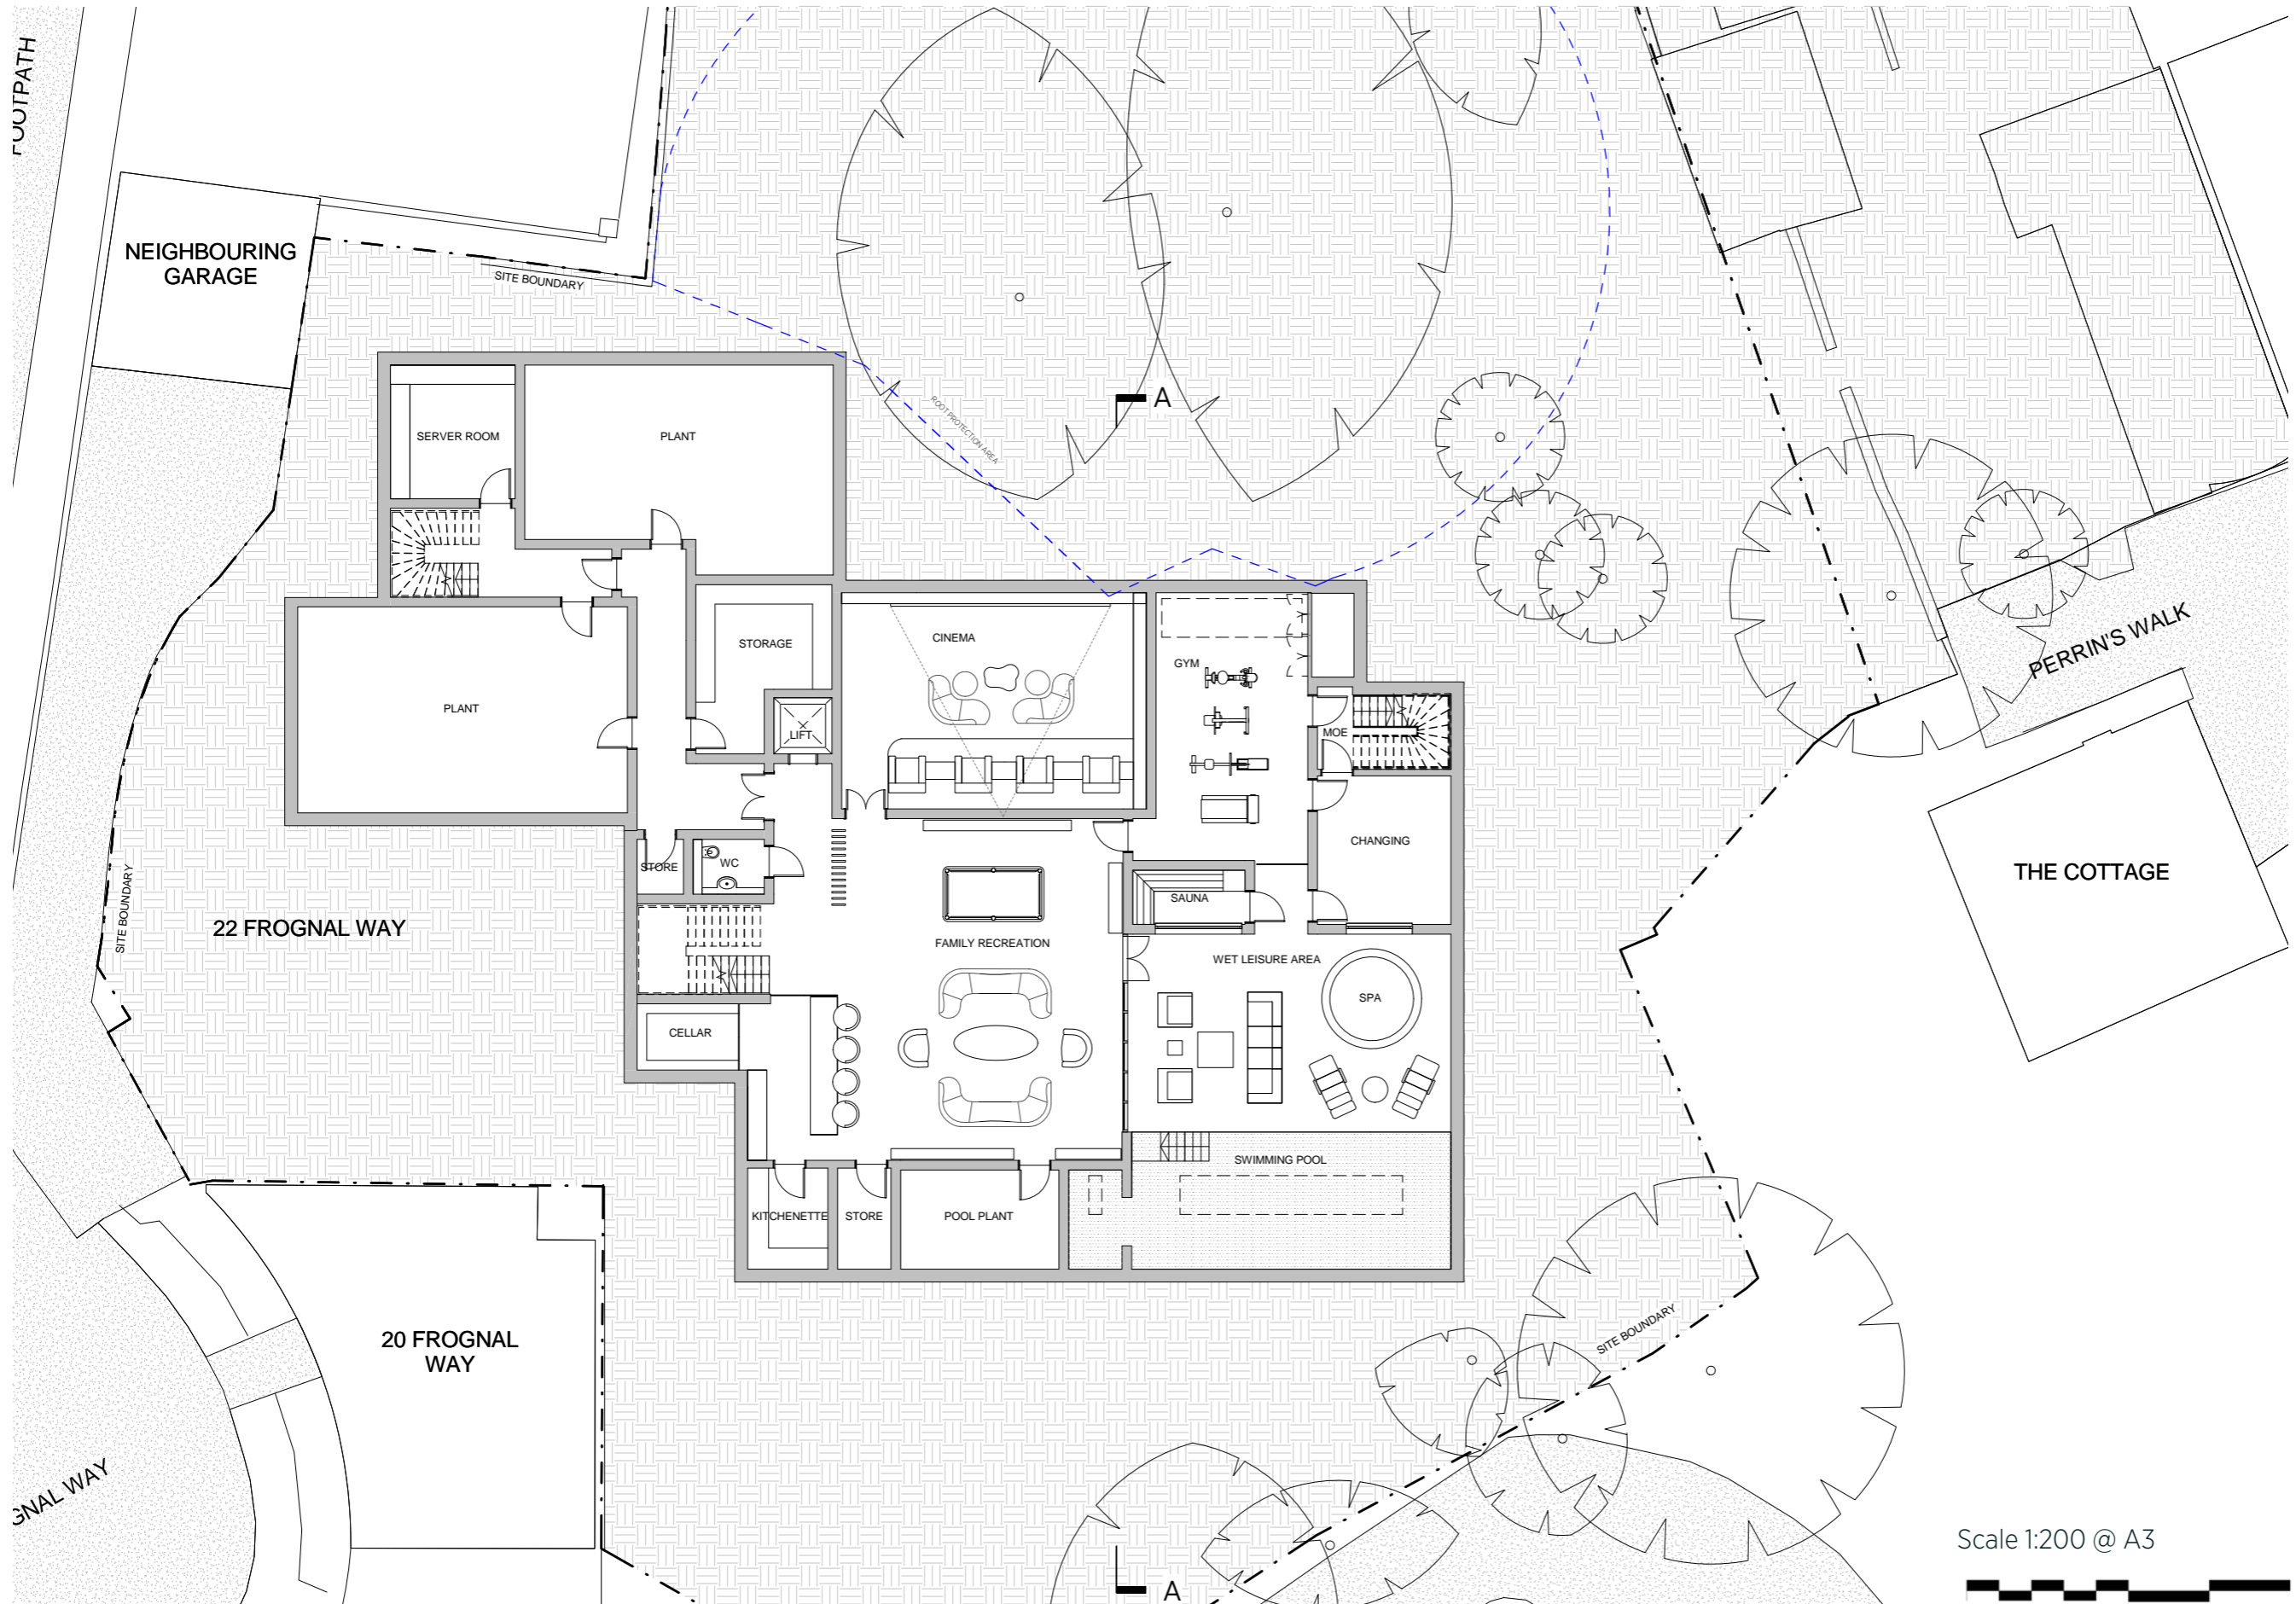 FOOTPATH
NEIGHBOURING
GARAGE
SITE BOUNDARY
ROOT PROTECTION AREA
A
SERVER ROOM
PLANT
STORAGE
CINEMA
GYM
PERRIN'S WALK
PLANT
LIFT
MOE
CHANGING
STORE
WC
THE COTTAGE
SAUNA
SITE BOUNDARY
22 FROGNAL WAY
FAMILY RECREATION
WET LEISURE AREA
SPA
CELLAR
SWIMMING POOL
KITCHENETTE
STORE
POOL PLANT
SITE BOUNDARY
20 FROGNAL
WAY
GNAL WAY
Scale 1:200 @ A3
A